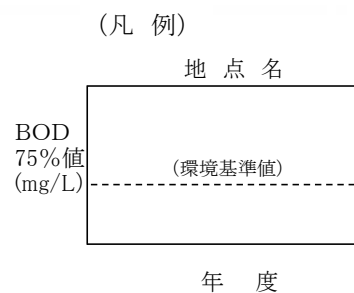 (凡 例)
地 点 名
BOD
75%値
(mg/L)
(環境基準値)
年 度